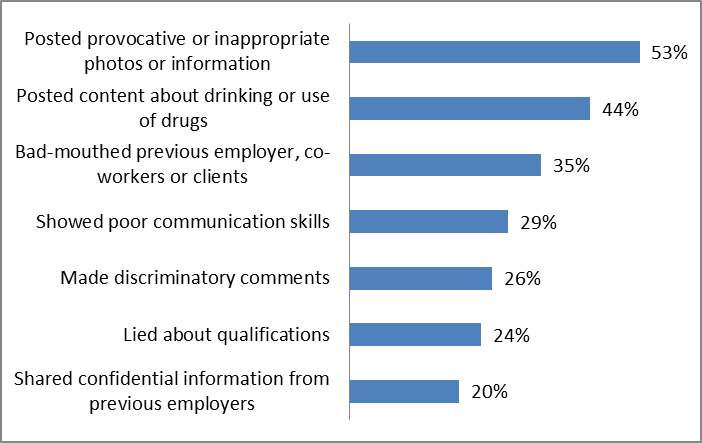 Posted provocative or inappropriate
photos or information
53%
Posted content about drinking or use
of drugs
44%
Bad-mouthed previous employer, co-
workers or clients
35%
Showed poor communication skills
29%
Made discriminatory comments
26%
Lied about qualifications
24%
Shared confidential information from
previous employers
20%